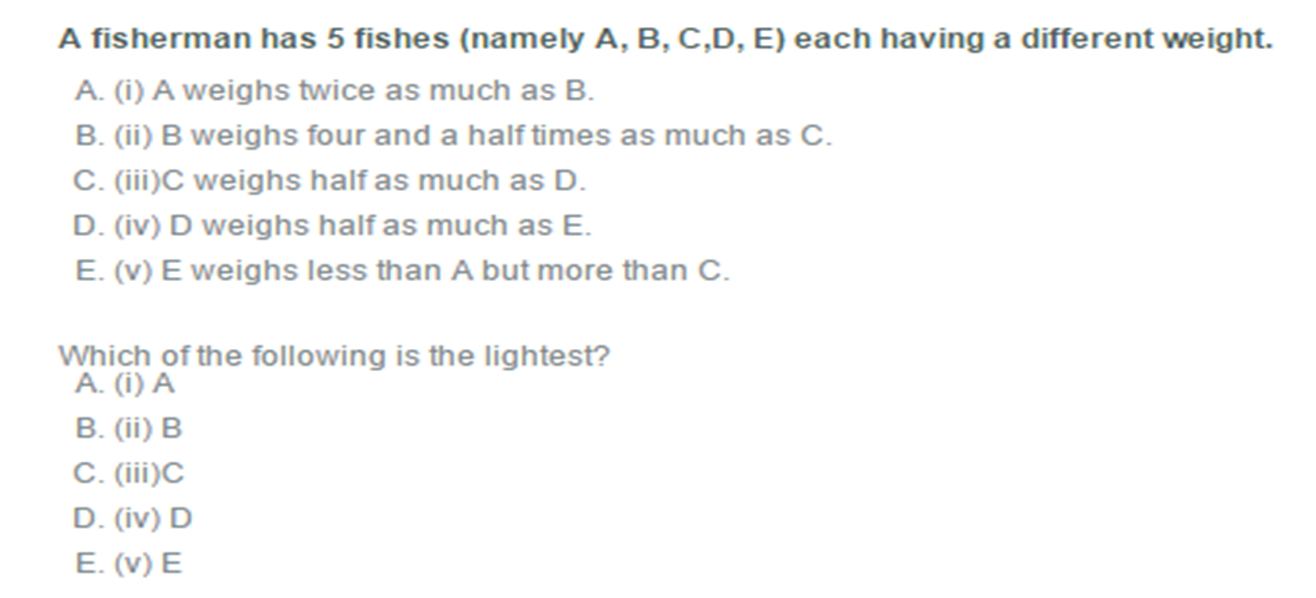 A fisherman has 5 fishes (namely A, B, C,D, E) each having a different weight.
A. (i) A weighs twice as much as B.
B. (ii) B weighs four and a half times as much as C.
C. (iii)C weighs half as much as D.
D. (iv) D weighs half as much as E.
E. (v) E weighs less than A but more than C.
Which of the following is the lightest?
A. (i) A
B. (ii) B
C. (iii)C
D. (iv) D
E. (v) E